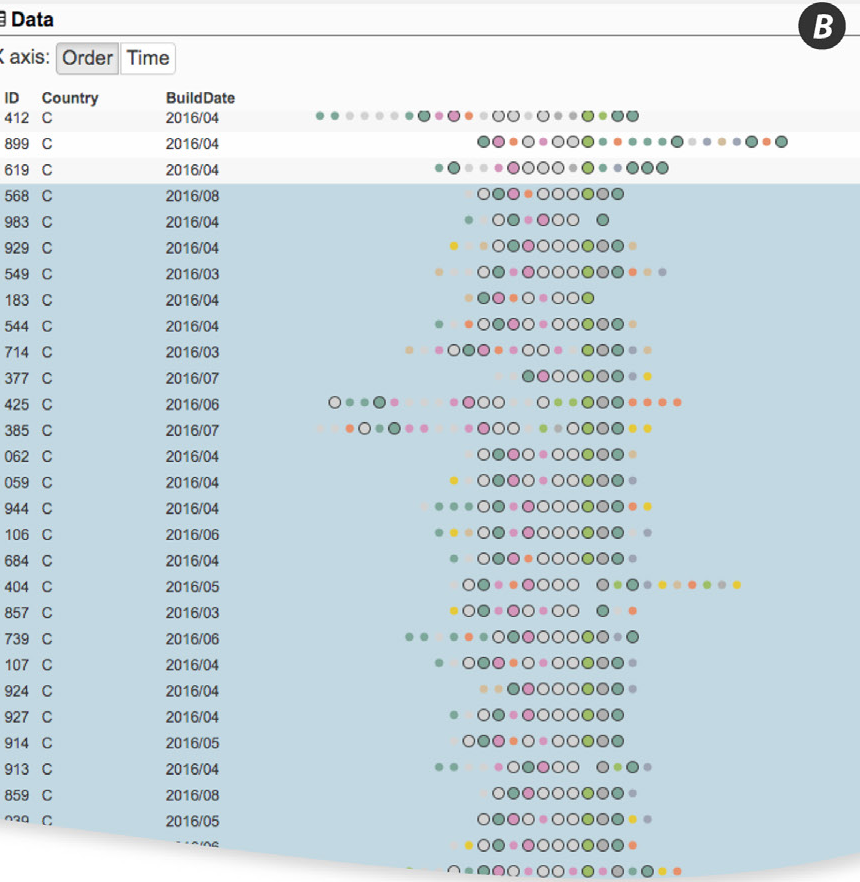 Data
B
axis: Order Time
ID Country BuildDate
412 C 2016/04
899 C 2016/04
619 C 2016/04
568 C 2016/08
983 C 2016/04
929 C 2016/04
549 C 2016/03
183 C 2016/04
544 C 2016/04
714 C 2016/03
377 C 2016/07
425 C 2016/06
385 C 2016/07
062 C 2016/04
059 C 2016/04
944 C 2016/04
106 C 2016/06
684 C 2016/04
404 C 2016/05
857 C 2016/03
739 C 2016/06
107 C 2016/04
924 C 2016/04
927 C 2016/04
914 C 2016/05
913 C 2016/04
859 C 2016/08
C 2016/05